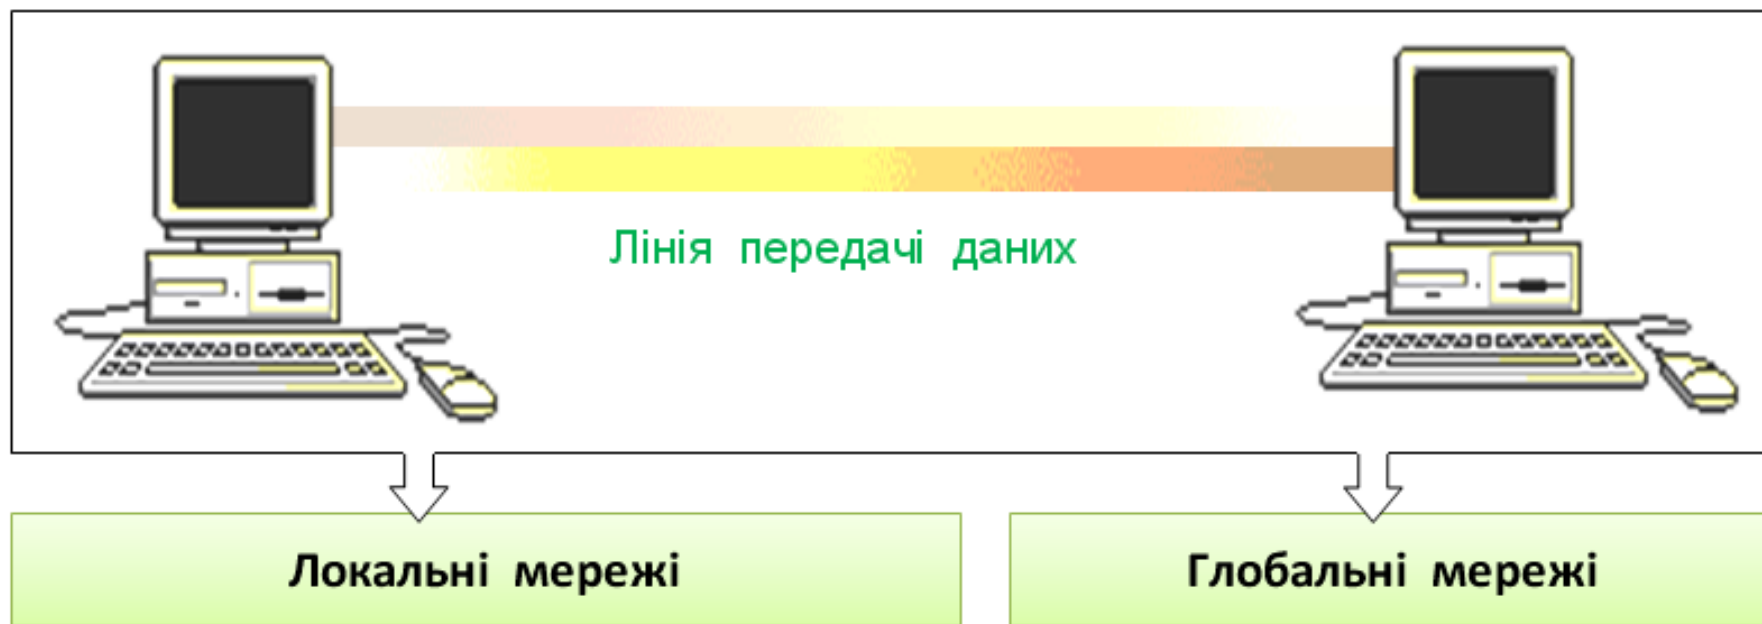 Лінія передачі даних
Локальні мережі
Глобальні мережі